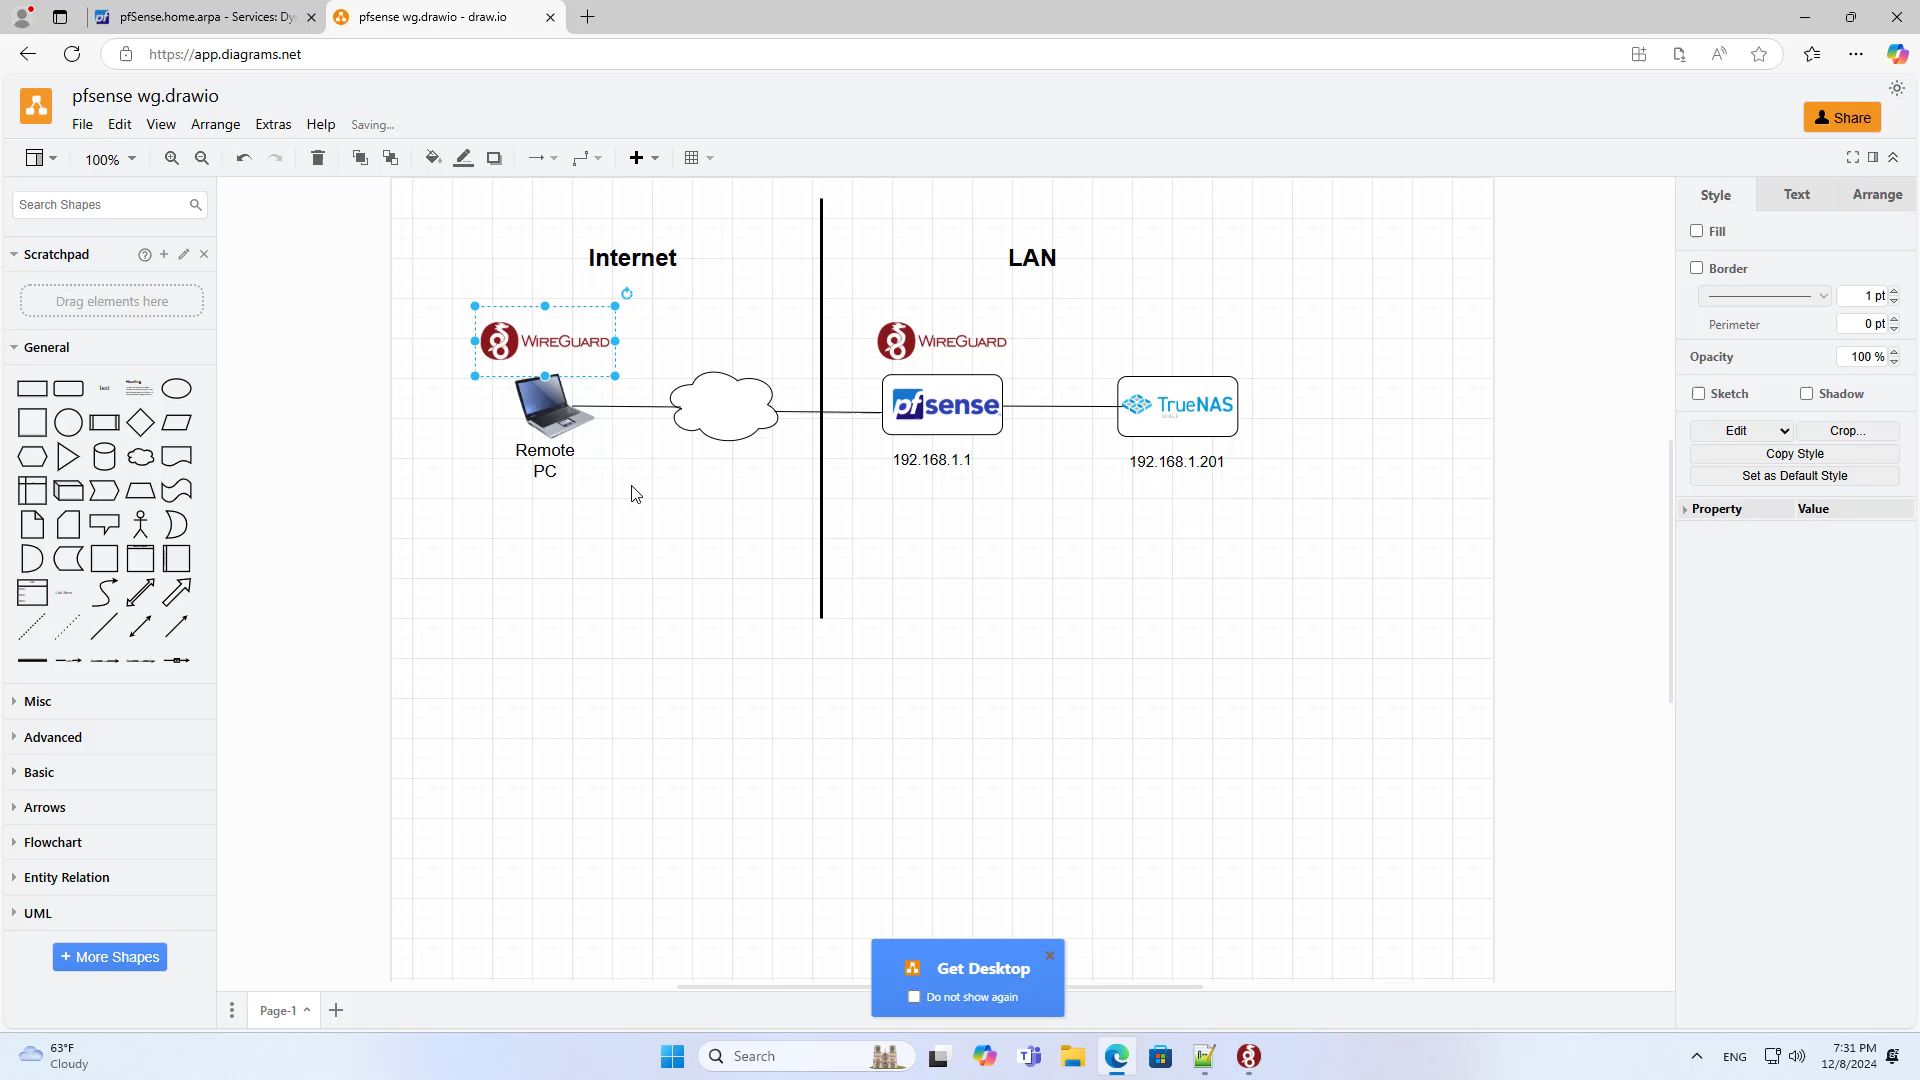 pfSense.home.arpa - Services: Dy
pfsense wg.drawio - draw.io
https://app.diagrams.net
pfsense wg.drawio
File Edit View Arrange Extras Help Saving...
Share
100%
Search Shapes
Scratchpad
Drag elements here
General
Text
Heading
Misc
Advanced
Basic
Arrows
Flowchart
Entity Relation
UML
+ More Shapes
Internet
LAN
WIREGUARD
WIREGUARD
pfsense
TrueNAS
SCALE
Remote
PC
192.168.1.1
192.168.1.201
Style Text Arrange
Fill
Border
1 pt
Perimeter
0 pt
Opacity
100 %
Sketch
Shadow
Edit
Crop...
Copy Style
Set as Default Style
Property Value
Get Desktop
Do not show again
Page-1
63°F
Cloudy
Search
ENG
7:31 PM
12/8/2024